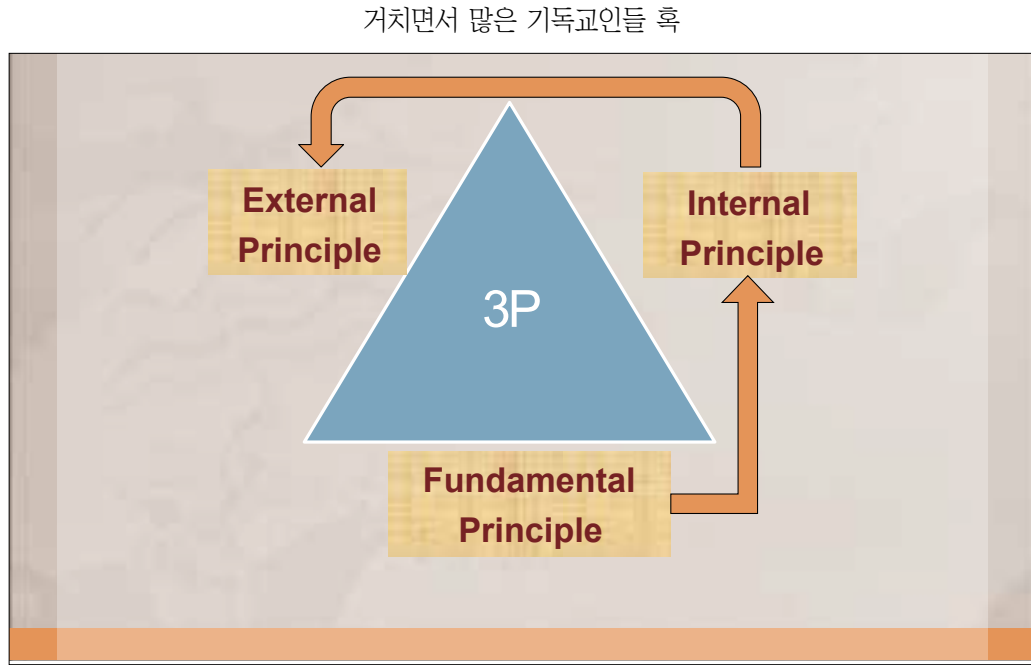 거치면서 많은 기독교인들 혹
External
Principle
Internal
Principle
3P
Fundamental
Principle